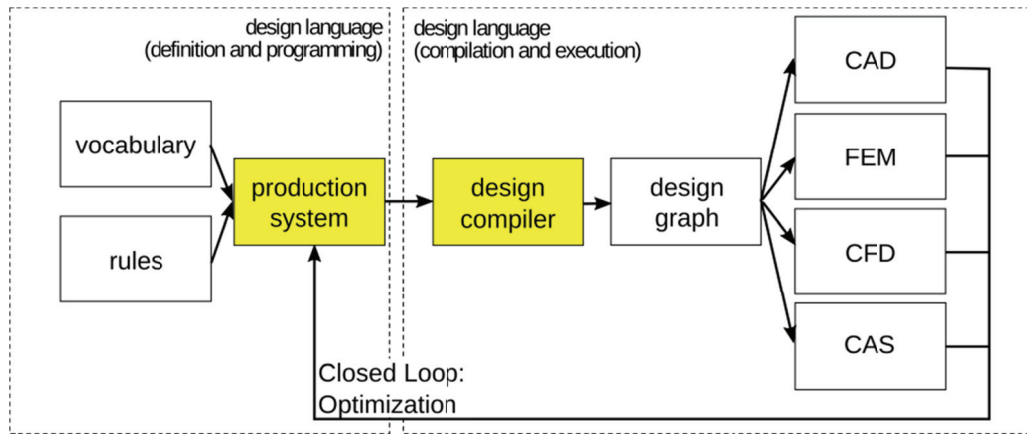 design language
(definition and programming)
design language
(compilation and execution)
vocabulary
rules
production
system
design
compiler
design
graph
CAD
FEM
CFD
CAS
Closed Loop:
Optimization